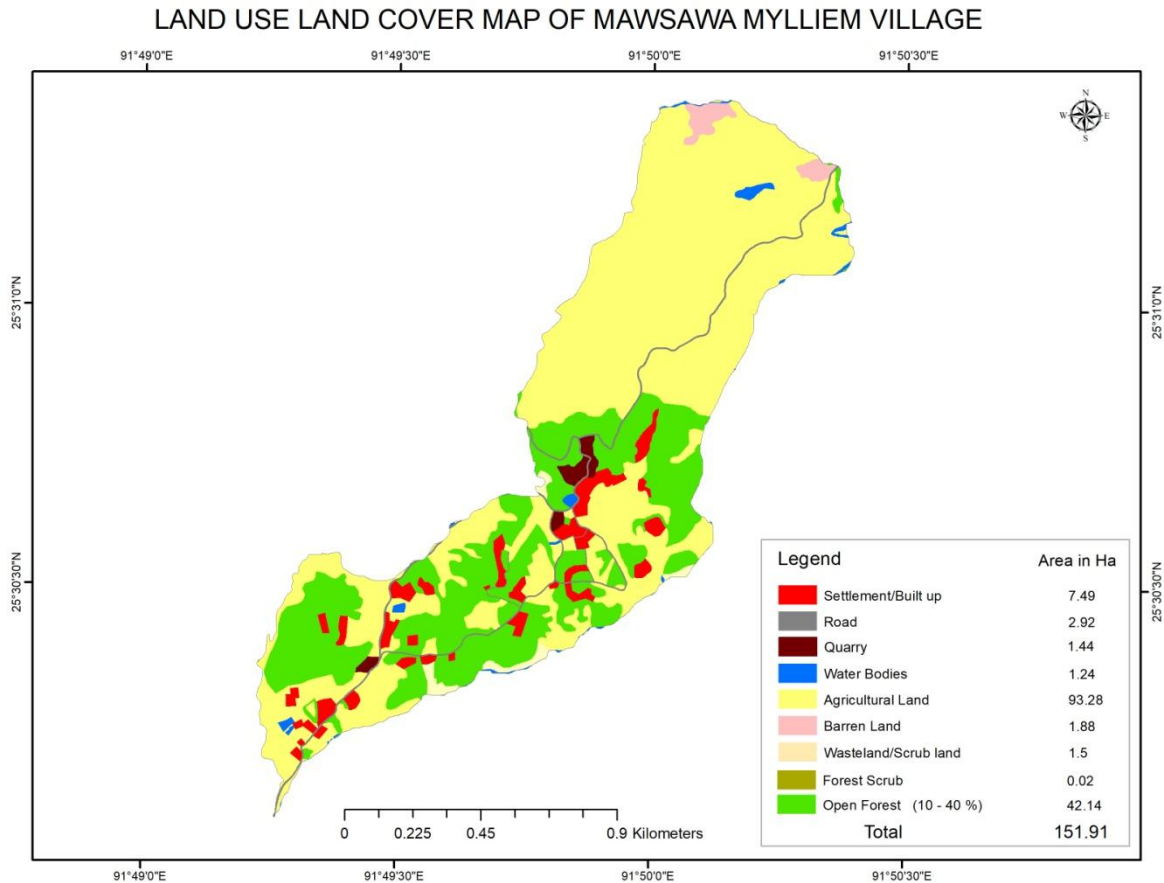 LAND USE LAND COVER MAP OF MAWSAWA MYLLIEM VILLAGE
91°49'0"E 91°49'30"E 91°50'0"E 91°50'30"E
N
W E
S
25°31'0"N 25°31'0"N
25°30'30"N 25°30'30"N
Legend Area in Ha
Settlement/Built up 7.49
Road 2.92
Quarry 1.44
Water Bodies 1.24
Agricultural Land 93.28
Barren Land 1.88
Wasteland/Scrub land 1.5
Forest Scrub 0.02
Open Forest (10 - 40 %) 42.14
Total 151.91
0 0.225 0.45 0.9 Kilometers
91°49'0"E 91°49'30"E 91°50'0"E 91°50'30"E